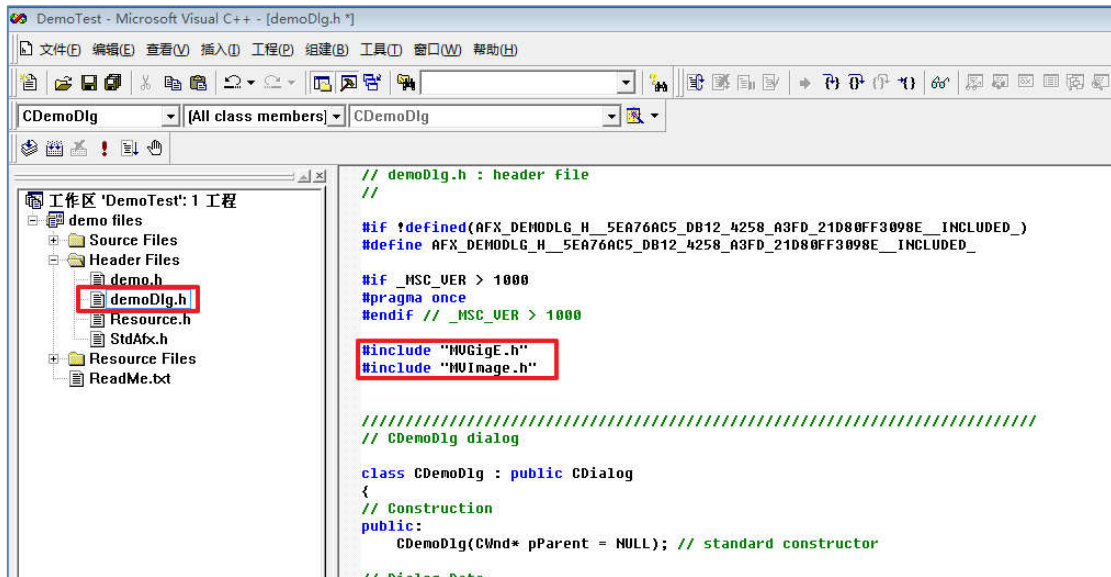 DemoTest - Microsoft Visual C++ - [demoDlg.h *]
文件(F) 编辑(E) 查看(V) 插入(I) 工程(P) 组建(B) 工具(T) 窗口(W) 帮助(H)
CDemoDlg [All class members] CDemoDlg
工作区 'DemoTest': 1 工程
demo files
Source Files
Header Files
demo.h
demoDlg.h
Resource.h
StdAfx.h
Resource Files
ReadMe.txt
// demoDlg.h : header file
//
#if !defined(AFX_DEMODLG_H__5EA76AC5_DB12_4258_A3FD_21D80FF3098E__INCLUDED_)
#define AFX_DEMODLG_H__5EA76AC5_DB12_4258_A3FD_21D80FF3098E__INCLUDED_
#if _MSC_VER > 1000
#pragma once
#endif // _MSC_VER > 1000
#include "MVGigE.h"
#include "MVImage.h"
/////////////////////////////////////////////////////////////////////////////
// CDemoDlg dialog
class CDemoDlg : public CDialog
{
// Construction
public:
CDemoDlg(CWnd* pParent = NULL); // standard constructor
// Dialog Data